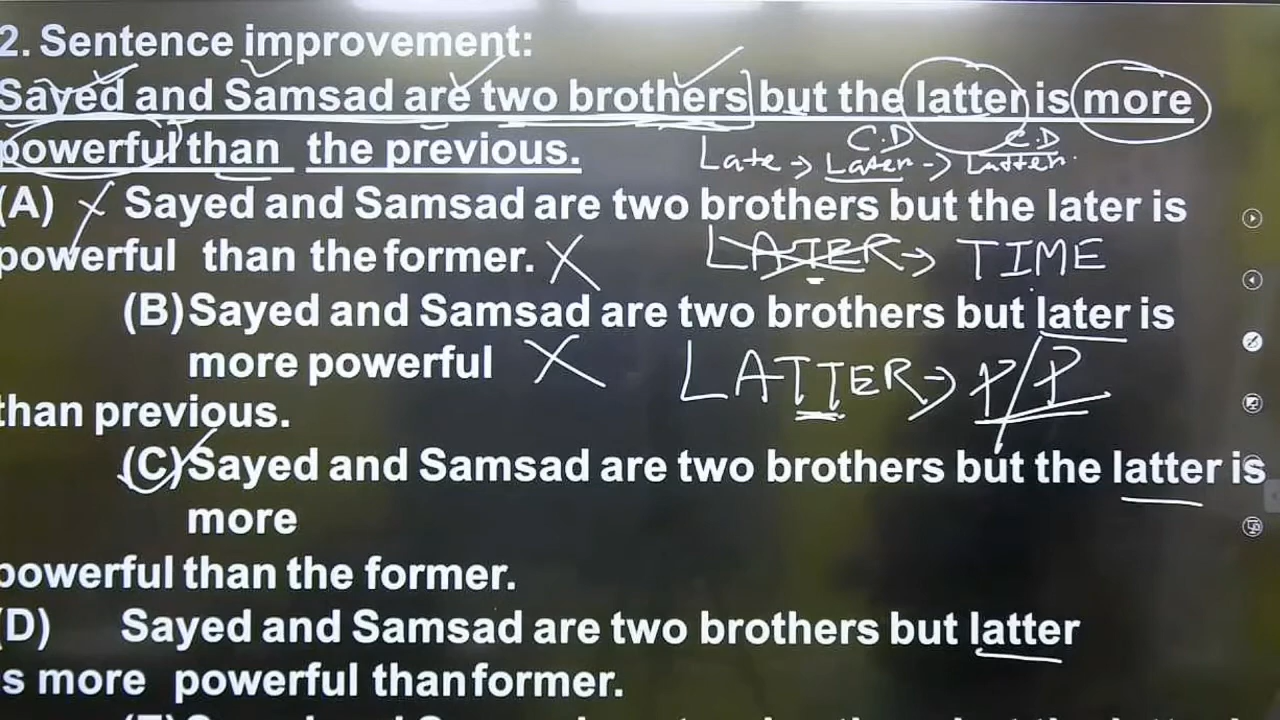 2. Sentence improvement:
Sayed and Samsad are two brothers but the latter is more
powerful than the previous.
C.D C.D
Late → Later → Latter.
(A) Sayed and Samsad are two brothers but the later is
powerful than the former.
LATER → TIME
(B) Sayed and Samsad are two brothers but later is
more powerful
LATTER → P/P
than previous.
(C) Sayed and Samsad are two brothers but the latter is
more
powerful than the former.
(D) Sayed and Samsad are two brothers but latter
s more powerful than former.